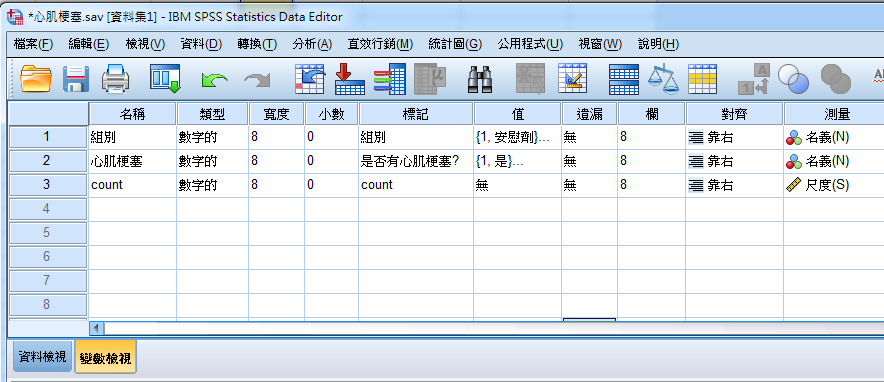 *心肌梗塞.sav [資料集1] - IBM SPSS Statistics Data Editor
檔案(F) 編輯(E) 檢視(V) 資料(D) 轉換(T) 分析(A) 直效行銷(M) 統計圖(G) 公用程式(U) 視窗(W) 說明(H)
名稱 類型 寬度 小數 標記 值 遺漏 欄 對齊 測量
1 組別 數字的 8 0 組別 {1, 安慰劑}... 無 8 靠右 名義(N)
2 心肌梗塞 數字的 8 0 是否有心肌梗塞? {1, 是}... 無 8 靠右 名義(N)
3 count 數字的 8 0 count 無 無 8 靠右 尺度(S)
4
5
6
7
8
資料檢視 變數檢視